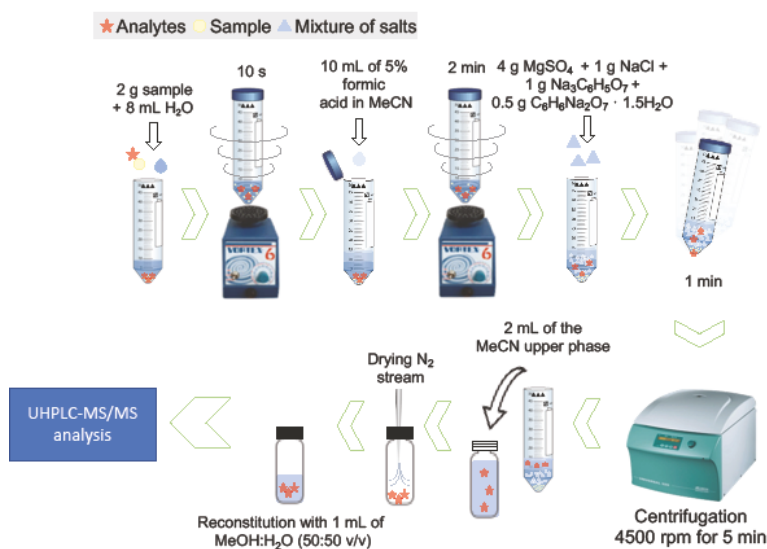 Analytes Sample Mixture of salts
2 g sample
+ 8 mL H₂O
10 s
10 mL of 5%
formic
acid in MeCN
2 min
4 g MgSO₄ + 1 g NaCl +
1 g Na₃C₆H₅O₇ +
0.5 g C₆H₆Na₂O₇ · 1.5H₂O
VORTEX
6
VORTEX
6
1 min
2 mL of the
MeCN upper phase
Drying N₂
stream
UHPLC-MS/MS
analysis
Reconstitution with 1 mL of
MeOH:H₂O (50:50 v/v)
Centrifugation
4500 rpm for 5 min